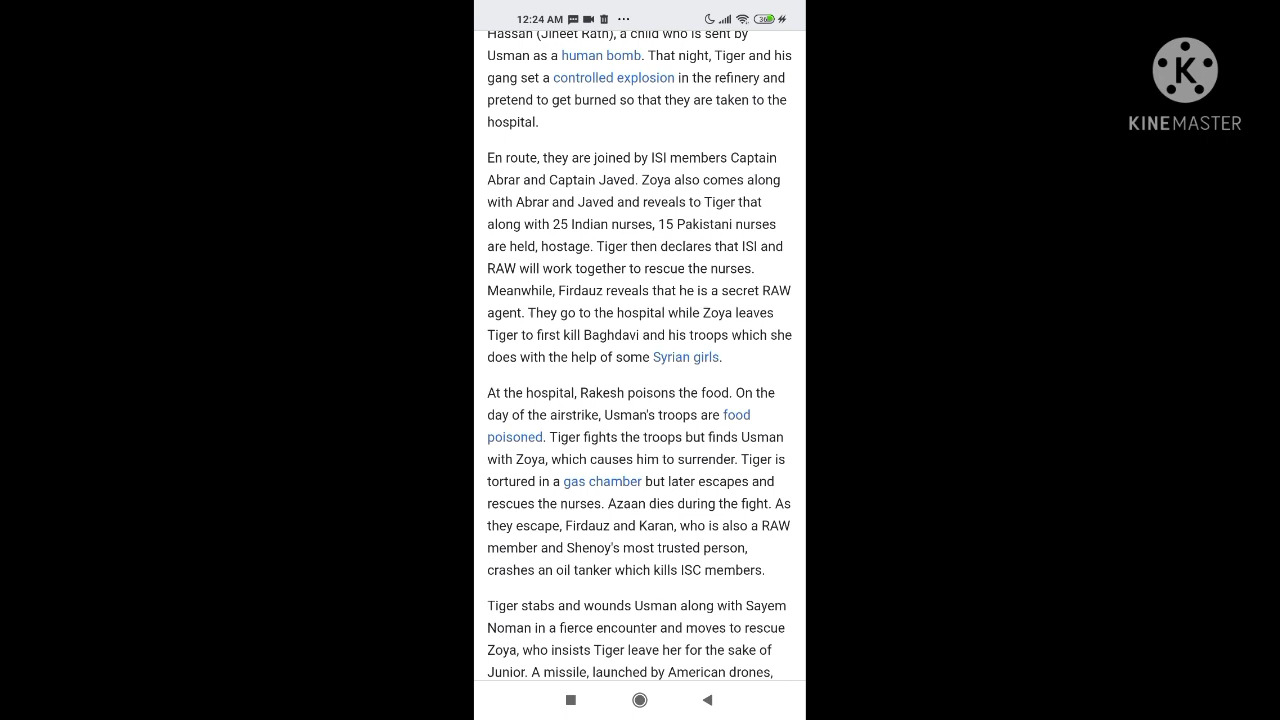 12:24 AM
36
Hassan (Jineet Rath), a child who is sent by
Usman as a human bomb. That night, Tiger and his
gang set a controlled explosion in the refinery and
pretend to get burned so that they are taken to the
hospital.
En route, they are joined by ISI members Captain
Abrar and Captain Javed. Zoya also comes along
with Abrar and Javed and reveals to Tiger that
along with 25 Indian nurses, 15 Pakistani nurses
are held, hostage. Tiger then declares that ISI and
RAW will work together to rescue the nurses.
Meanwhile, Firdauz reveals that he is a secret RAW
agent. They go to the hospital while Zoya leaves
Tiger to first kill Baghdavi and his troops which she
does with the help of some Syrian girls.
At the hospital, Rakesh poisons the food. On the
day of the airstrike, Usman's troops are food
poisoned. Tiger fights the troops but finds Usman
with Zoya, which causes him to surrender. Tiger is
tortured in a gas chamber but later escapes and
rescues the nurses. Azaan dies during the fight. As
they escape, Firdauz and Karan, who is also a RAW
member and Shenoy's most trusted person,
crashes an oil tanker which kills ISC members.
Tiger stabs and wounds Usman along with Sayem
Noman in a fierce encounter and moves to rescue
Zoya, who insists Tiger leave her for the sake of
Junior. A missile, launched by American drones,
K
KINEMASTER